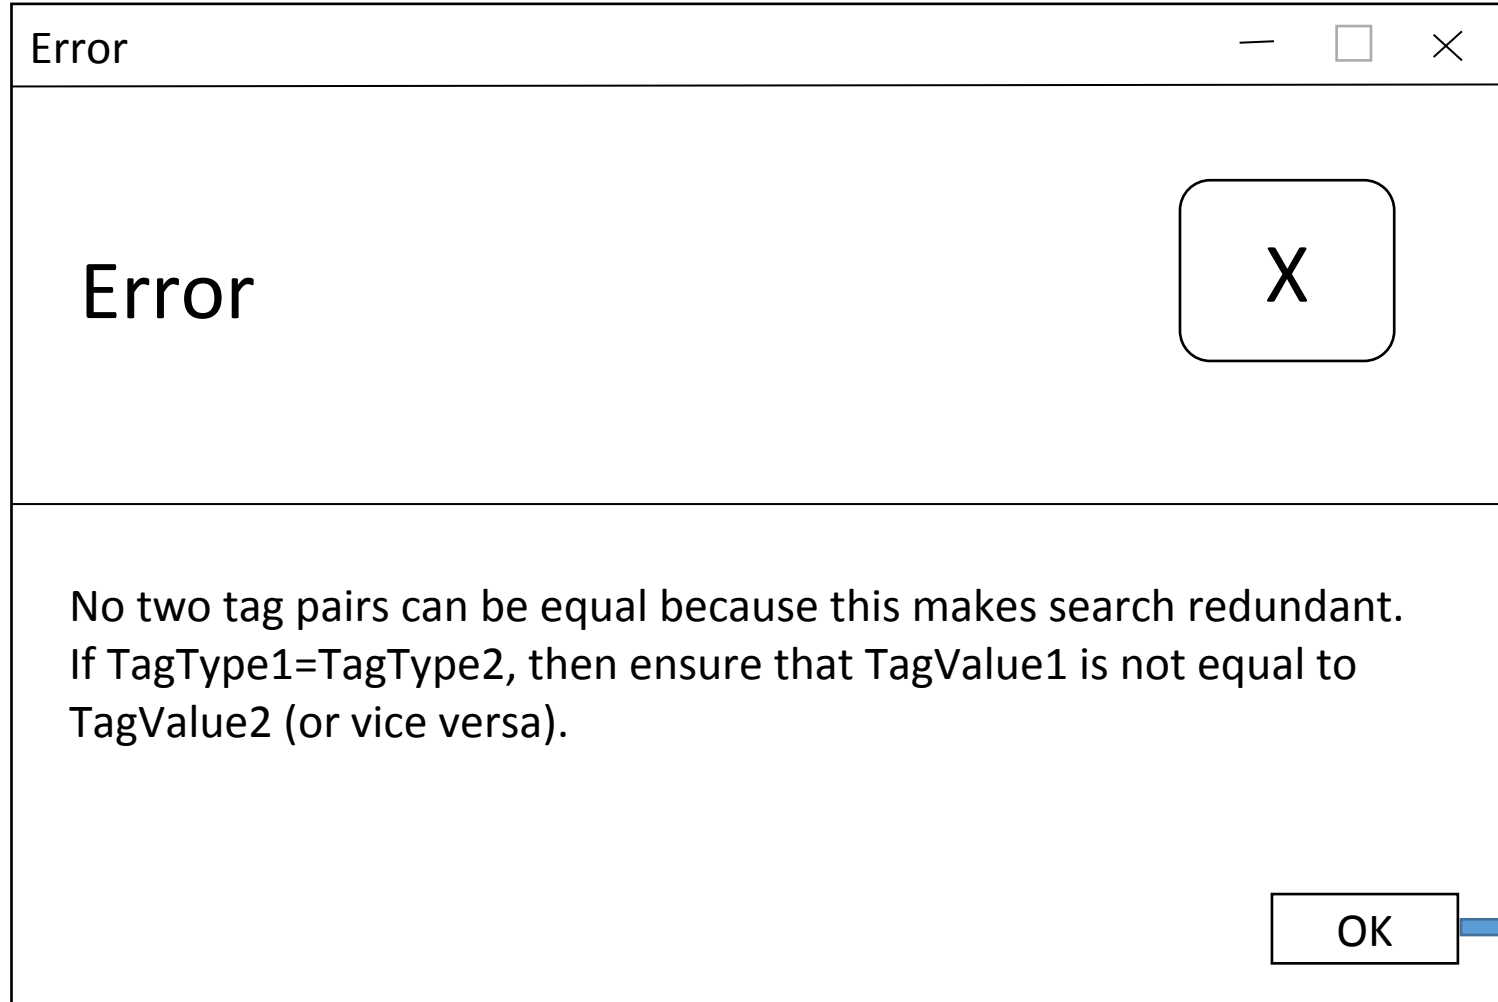 Error
Error
X
No two tag pairs can be equal because this makes search redundant.
If TagType1=TagType2, then ensure that TagValue1 is not equal to
TagValue2 (or vice versa).
OK